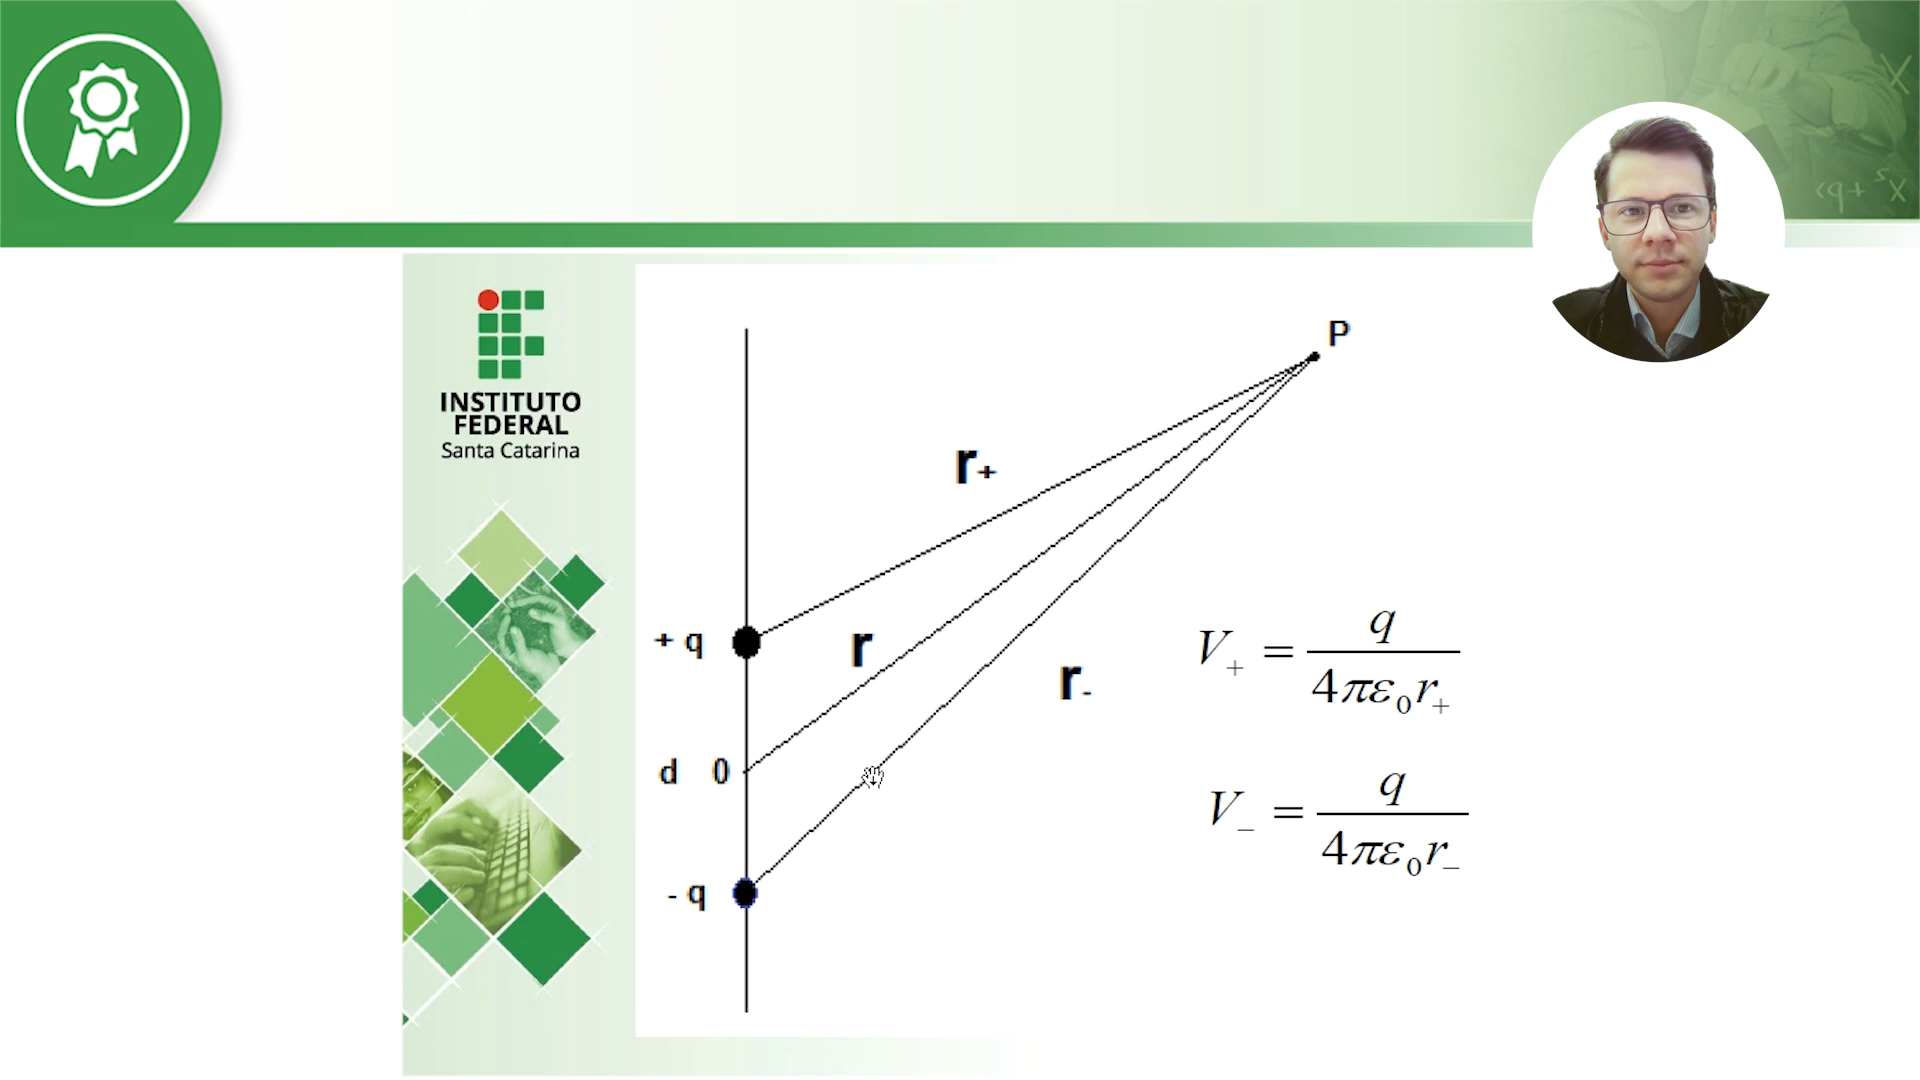 INSTITUTO
FEDERAL
Santa Catarina
P
r+
+ q
r
r-
d 0
- q
V₊ = q / 4πε₀r₊
V₋ = q / 4πε₀r₋